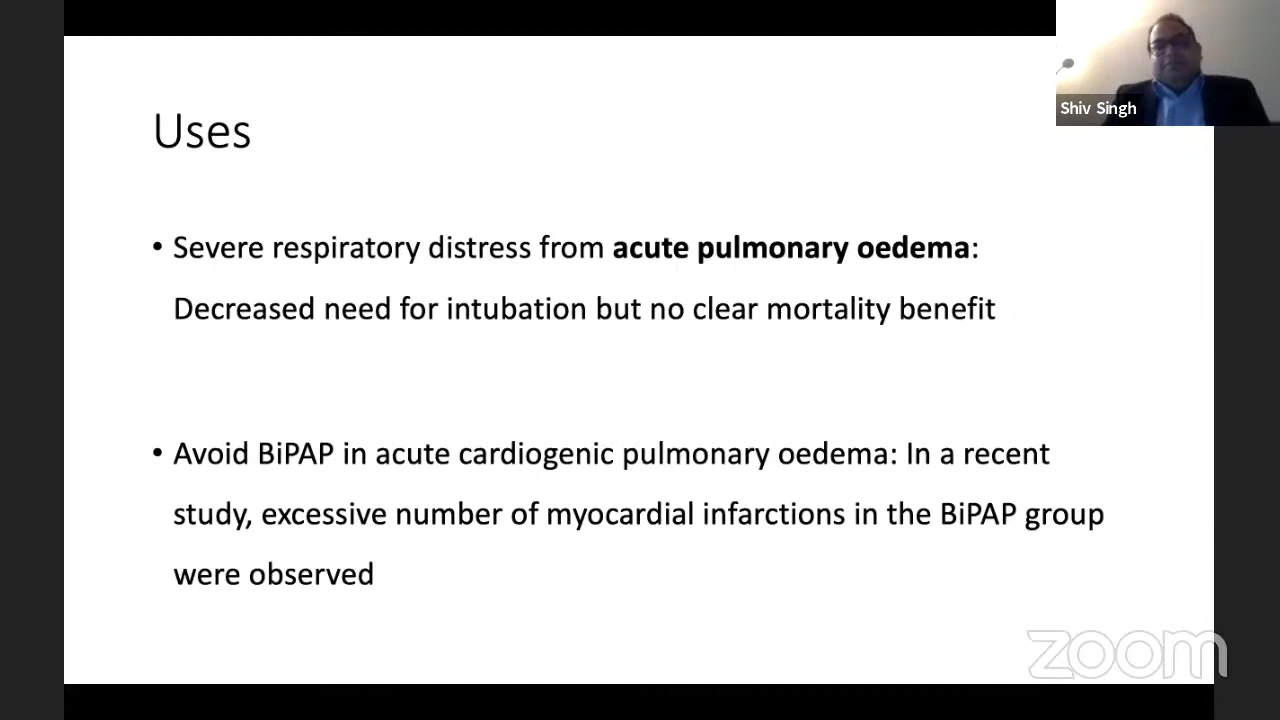 Shiv Singh
Uses
• Severe respiratory distress from acute pulmonary oedema:
Decreased need for intubation but no clear mortality benefit
• Avoid BiPAP in acute cardiogenic pulmonary oedema: In a recent
study, excessive number of myocardial infarctions in the BiPAP group
were observed
zoom